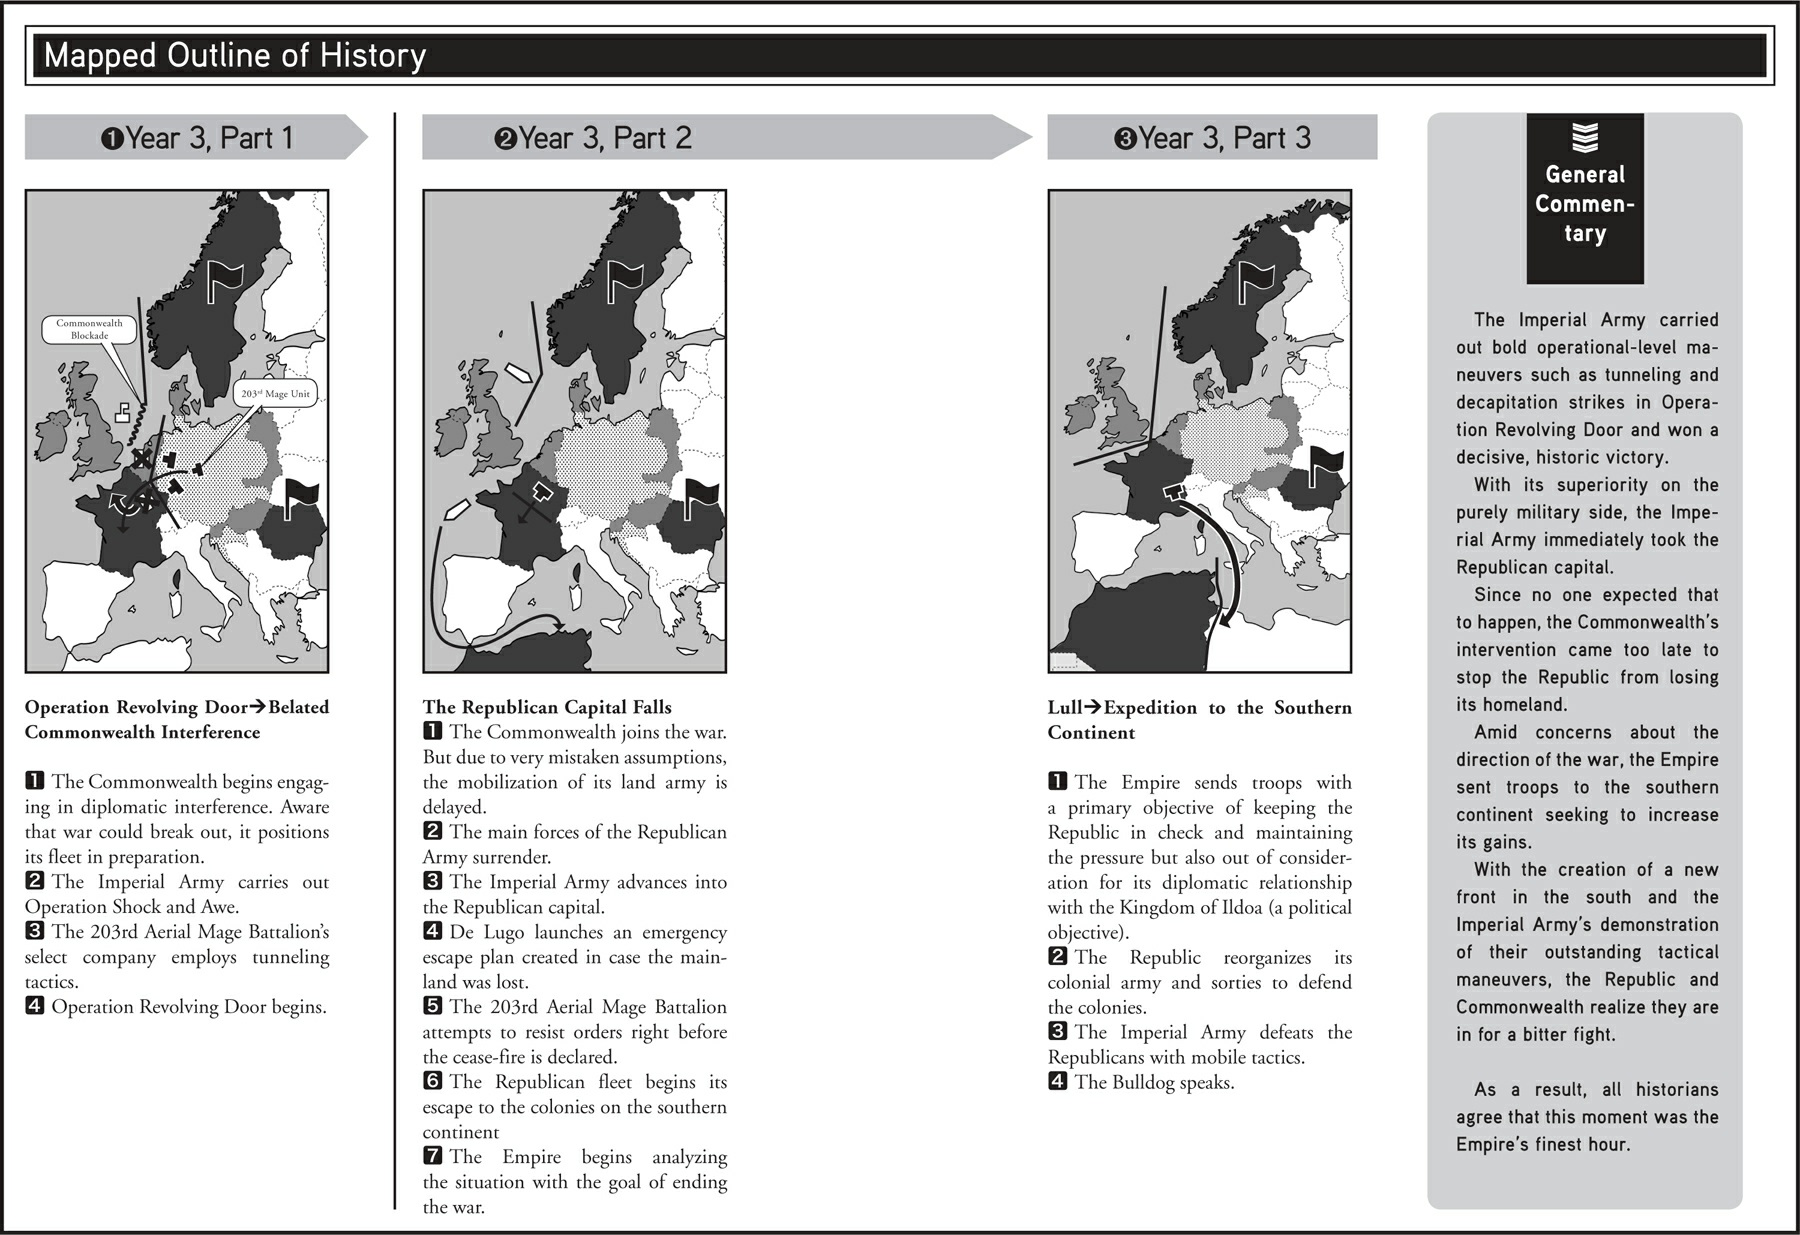 Mapped Outline of History
❶Year 3, Part 1
Commonwealth
Blockade
203rd Mage Unit
Operation Revolving Door→Belated
Commonwealth Interference
1 The Commonwealth begins engag-
ing in diplomatic interference. Aware
that war could break out, it positions
its fleet in preparation.
2 The Imperial Army carries out
Operation Shock and Awe.
3 The 203rd Aerial Mage Battalion's
select company employs tunneling
tactics.
4 Operation Revolving Door begins.
❷Year 3, Part 2
The Republican Capital Falls
1 The Commonwealth joins the war.
But due to very mistaken assumptions,
the mobilization of its land army is
delayed.
2 The main forces of the Republican
Army surrender.
3 The Imperial Army advances into
the Republican capital.
4 De Lugo launches an emergency
escape plan created in case the main-
land was lost.
5 The 203rd Aerial Mage Battalion
attempts to resist orders right before
the cease-fire is declared.
6 The Republican fleet begins its
escape to the colonies on the southern
continent
7 The Empire begins analyzing
the situation with the goal of ending
the war.
❸Year 3, Part 3
Lull→Expedition to the Southern
Continent
1 The Empire sends troops with
a primary objective of keeping the
Republic in check and maintaining
the pressure but also out of consider-
ation for its diplomatic relationship
with the Kingdom of Ildoa (a political
objective).
2 The Republic reorganizes its
colonial army and sorties to defend
the colonies.
3 The Imperial Army defeats the
Republicans with mobile tactics.
4 The Bulldog speaks.
General
Commen-
tary
The Imperial Army carried
out bold operational-level ma-
neuvers such as tunneling and
decapitation strikes in Opera-
tion Revolving Door and won a
decisive, historic victory.
With its superiority on the
purely military side, the Impe-
rial Army immediately took the
Republican capital.
Since no one expected that
to happen, the Commonwealth's
intervention came too late to
stop the Republic from losing
its homeland.
Amid concerns about the
direction of the war, the Empire
sent troops to the southern
continent seeking to increase
its gains.
With the creation of a new
front in the south and the
Imperial Army's demonstration
of their outstanding tactical
maneuvers, the Republic and
Commonwealth realize they are
in for a bitter fight.
As a result, all historians
agree that this moment was the
Empire's finest hour.